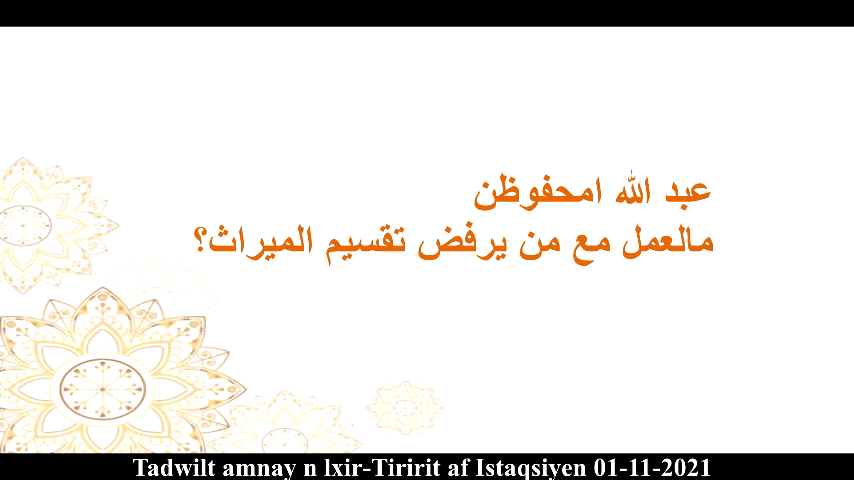 عبد الله امحفوظن
مالعمل مع من يرفض تقسيم الميراث؟
Tadwilt amnay n lxir-Tiririt af Istaqsiyen 01-11-2021